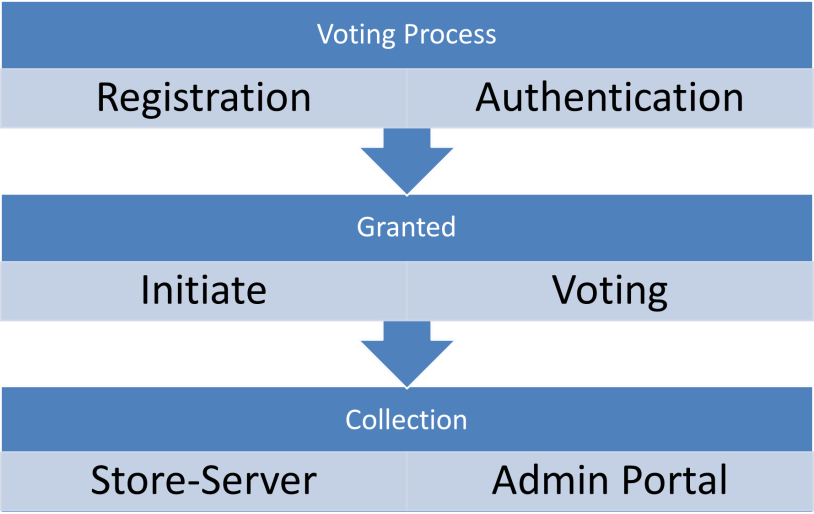 Voting Process
Registration Authentication
Granted
Initiate Voting
Collection
Store-Server Admin Portal